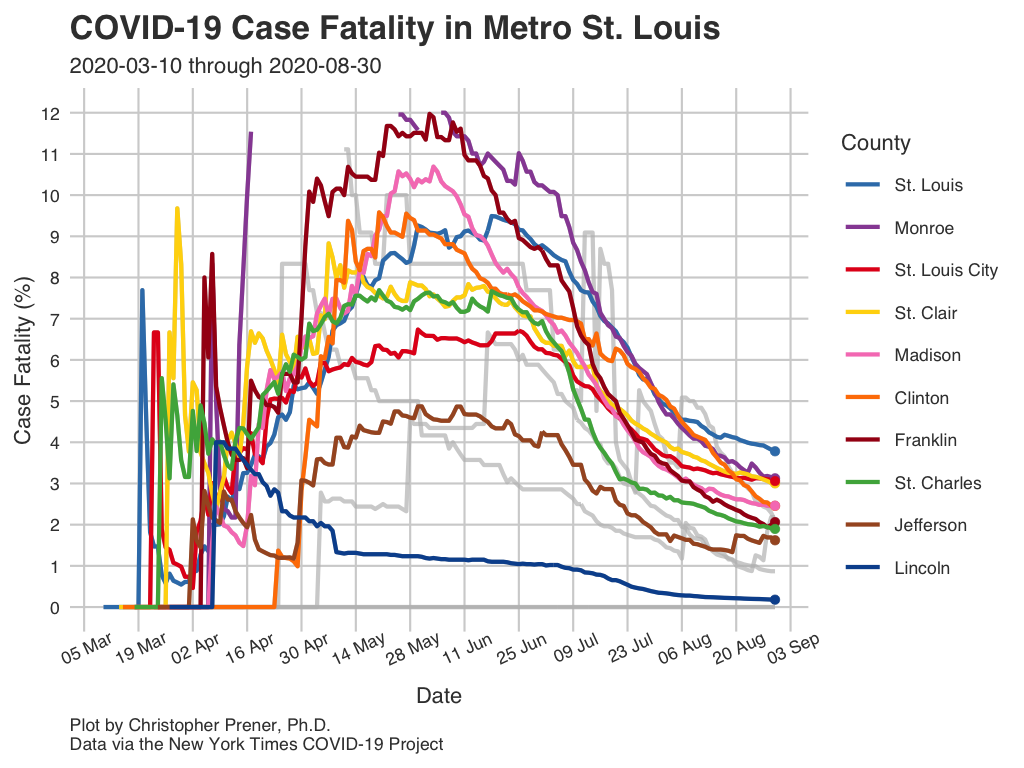 COVID-19 Case Fatality in Metro St. Louis
2020-03-10 through 2020-08-30
Case Fatality (%)
12
11
10
9
8
7
6
5
4
3
2
1
0
05 Mar
19 Mar
02 Apr
16 Apr
30 Apr
14 May
28 May
11 Jun
25 Jun
09 Jul
23 Jul
06 Aug
20 Aug
03 Sep
Date
County
St. Louis
Monroe
St. Louis City
St. Clair
Madison
Clinton
Franklin
St. Charles
Jefferson
Lincoln
Plot by Christopher Prener, Ph.D.
Data via the New York Times COVID-19 Project